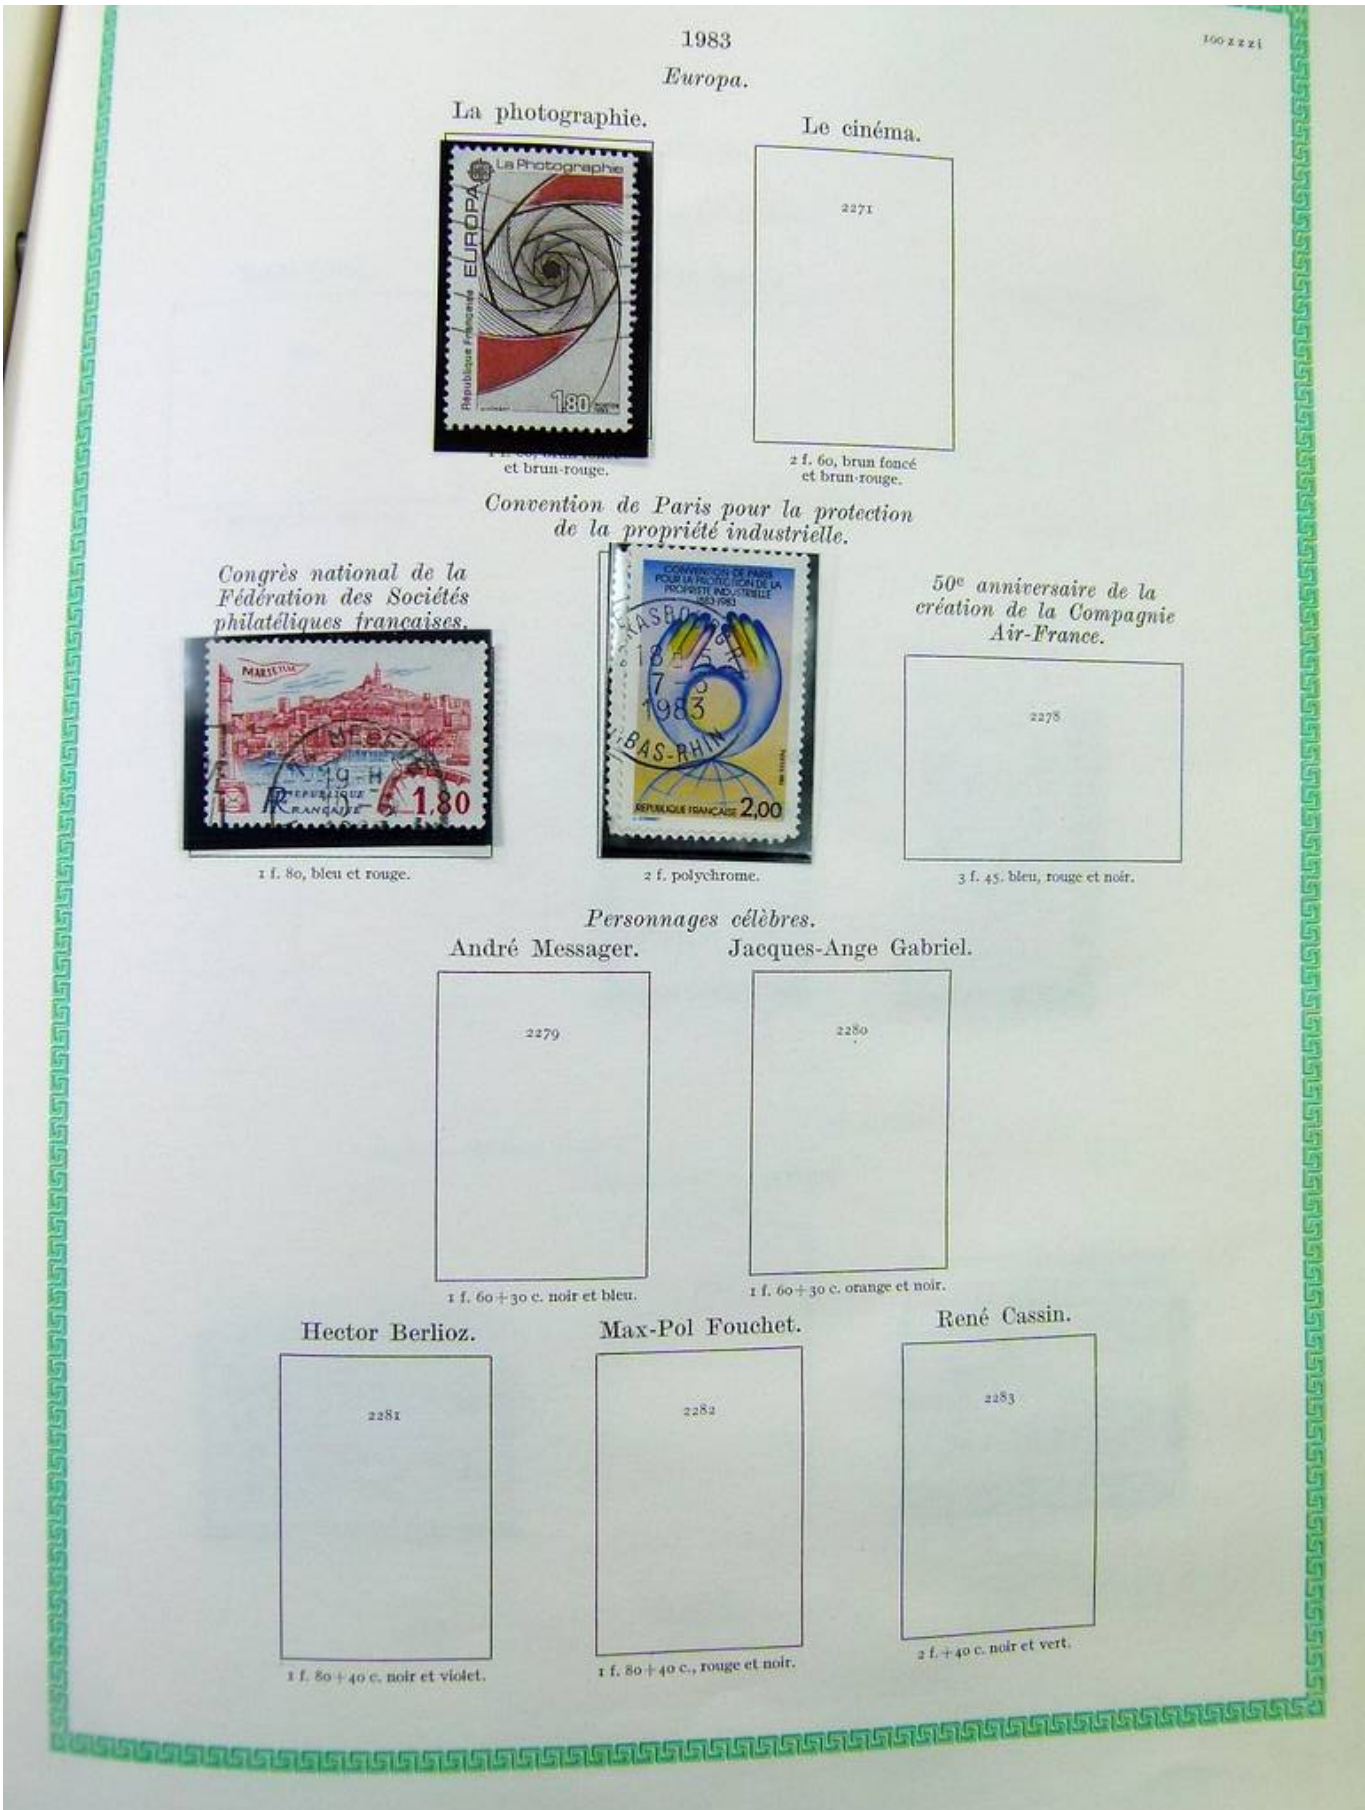 1983
100 z z z i
Europa.
La photographie.
La Photographie
EUROPA
République Française
1.80
Le cinéma.
2271
et brun-rouge.
2 f. 60, brun foncé
et brun-rouge.
Convention de Paris pour la protection
de la propriété industrielle.
Congrès national de la
Fédération des Sociétés
philatéliques françaises.
MARSEILLE
19-H
REPUBLIQUE
FRANÇAISE
1.80
1 f. 80, bleu et rouge.
CONVENTION DE PARIS
POUR LA PROTECTION DE LA
PROPRIÉTÉ INDUSTRIELLE
1883-1983
18
7-6
1983
BAS-RHIN
REPUBLIQUE FRANÇAISE 2,00
2 f. polychrome.
50e anniversaire de la
création de la Compagnie
Air-France.
2278
3 f. 45. bleu, rouge et noir.
Personnages célèbres.
André Messager.
2279
1 f. 60+30 c. noir et bleu.
Jacques-Ange Gabriel.
2280
1 f. 60+30 c. orange et noir.
Hector Berlioz.
2281
1 f. 80+40 c. noir et violet.
Max-Pol Fouchet.
2282
1 f. 80+40 c., rouge et noir.
René Cassin.
2283
2 f. +40 c. noir et vert.